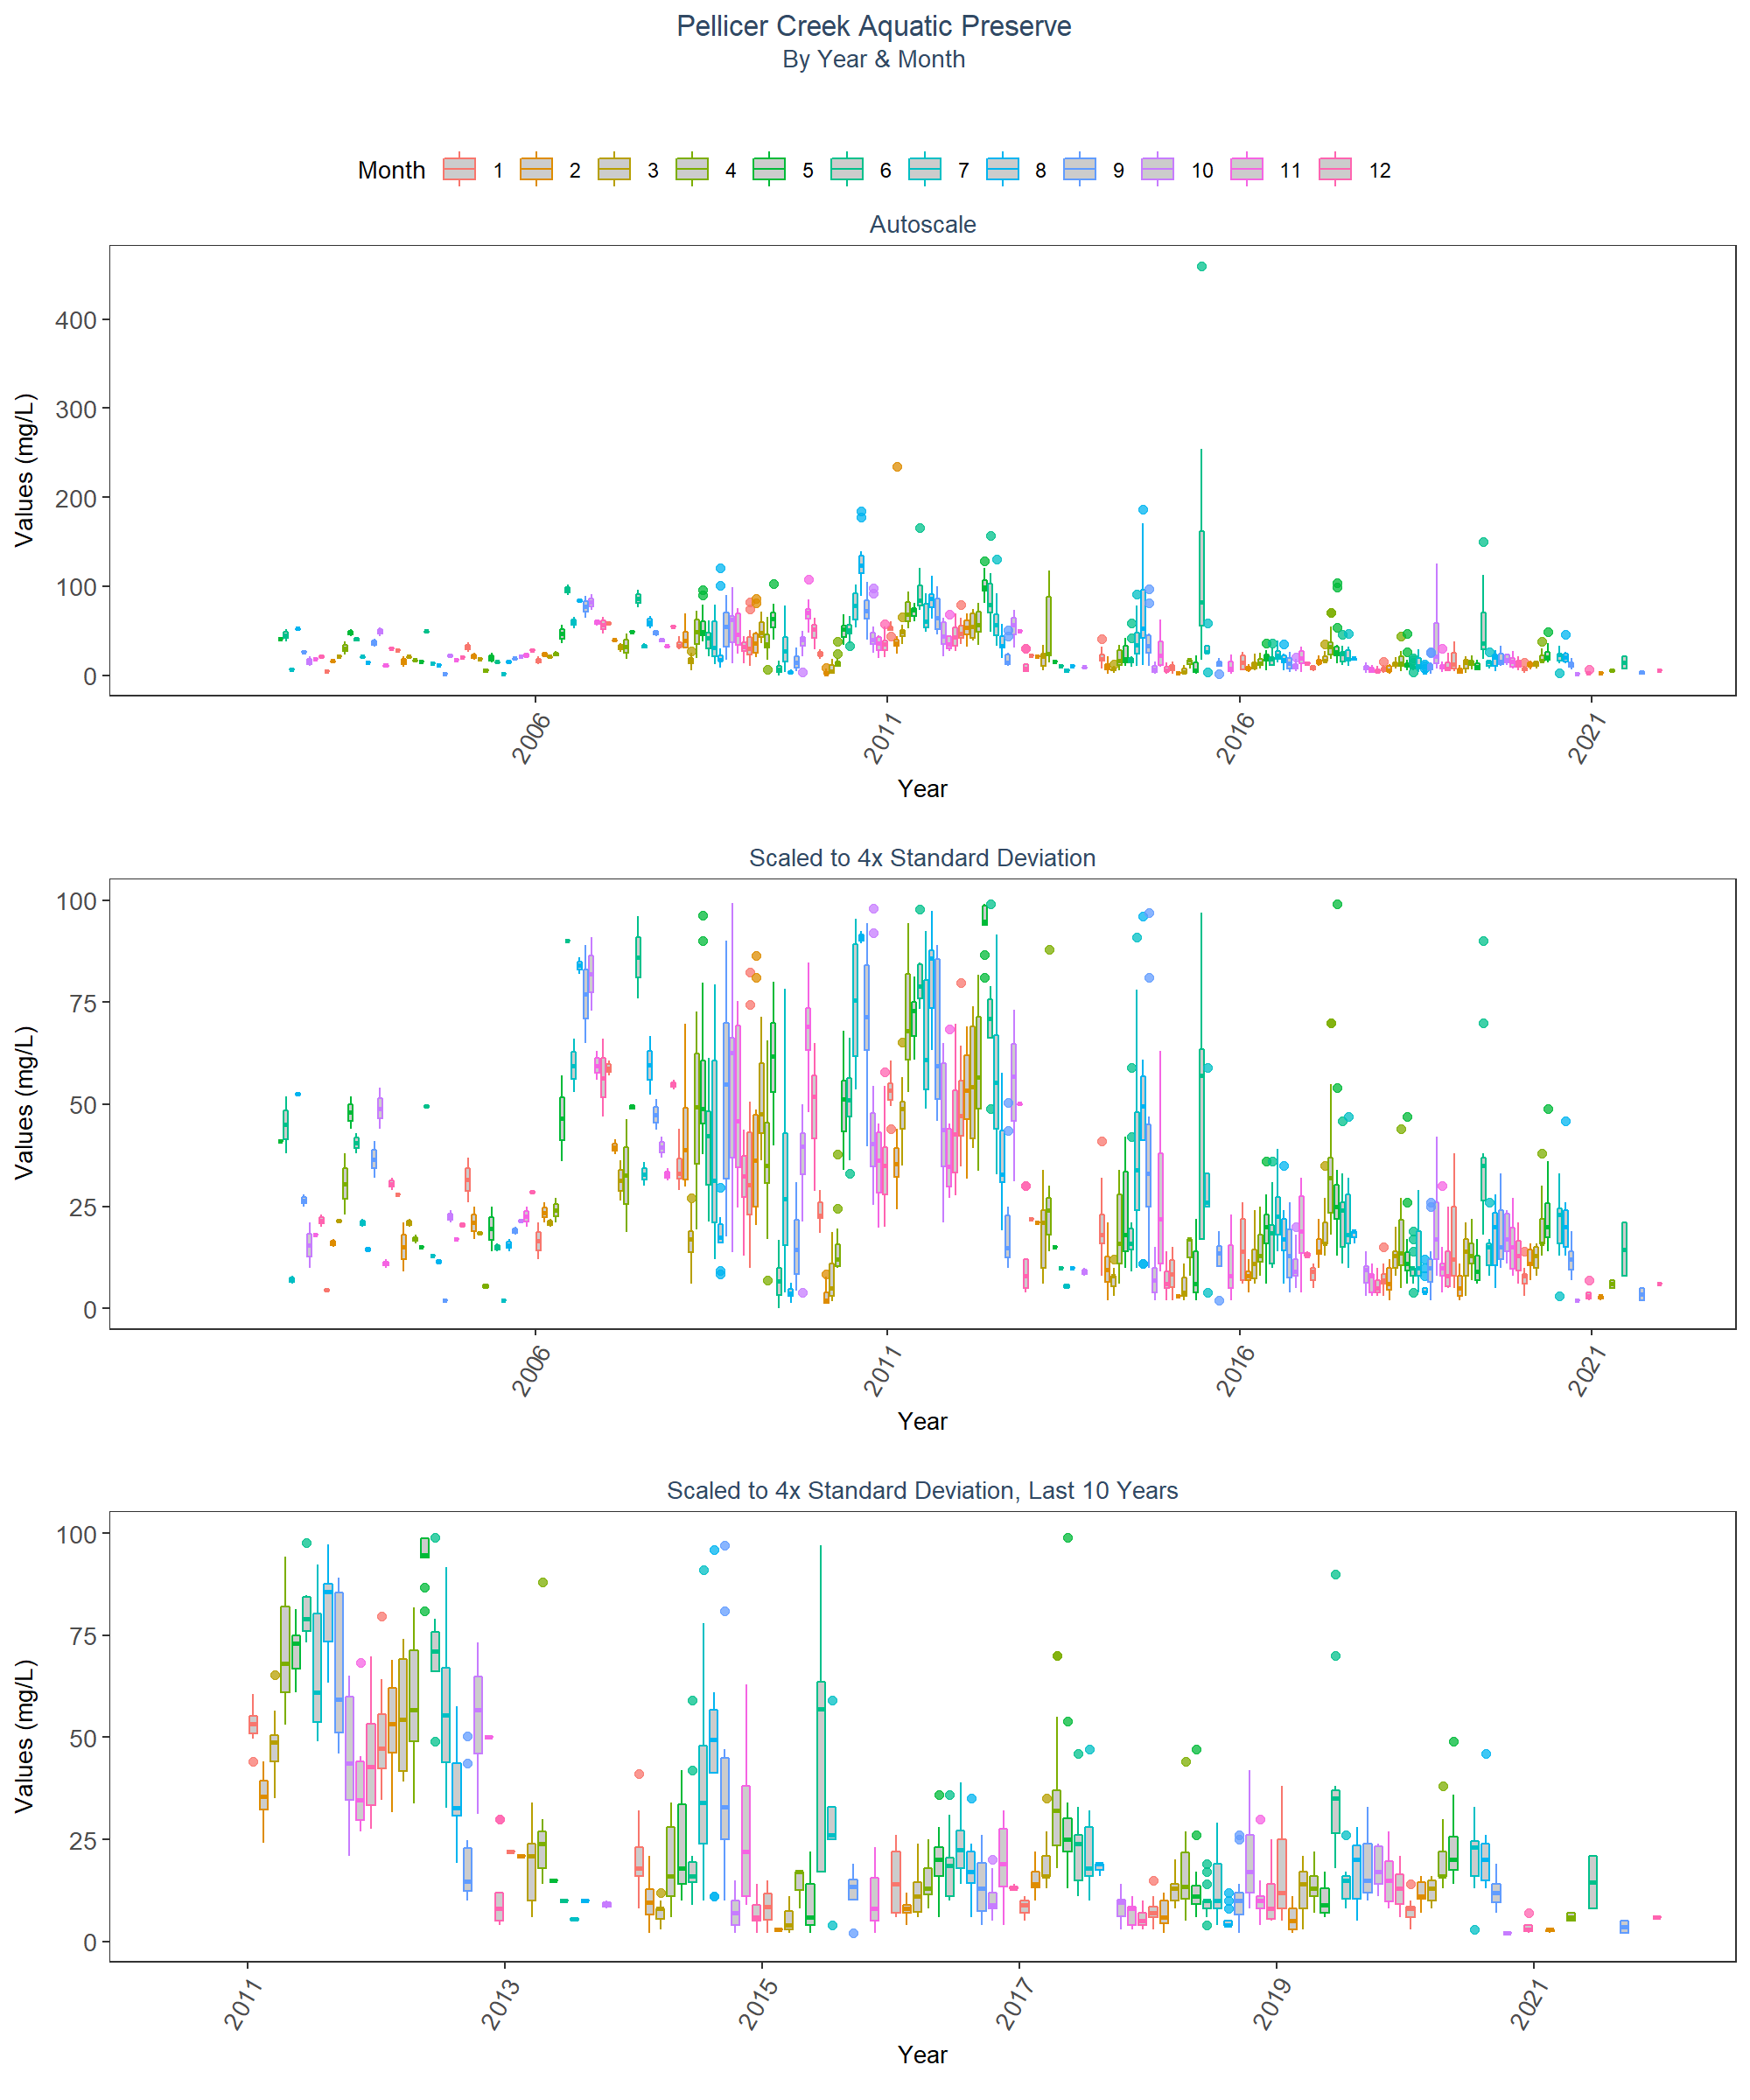 Pellicer Creek Aquatic Preserve
By Year & Month
Month 1 2 3 4 5 6 7 8 9 10 11 12
Autoscale
Values (mg/L)
400
300
200
100
0
2006 2011 2016 2021
Year
Scaled to 4x Standard Deviation
Values (mg/L)
100
75
50
25
0
2006 2011 2016 2021
Year
Scaled to 4x Standard Deviation, Last 10 Years
Values (mg/L)
100
75
50
25
0
2011 2013 2015 2017 2019 2021
Year